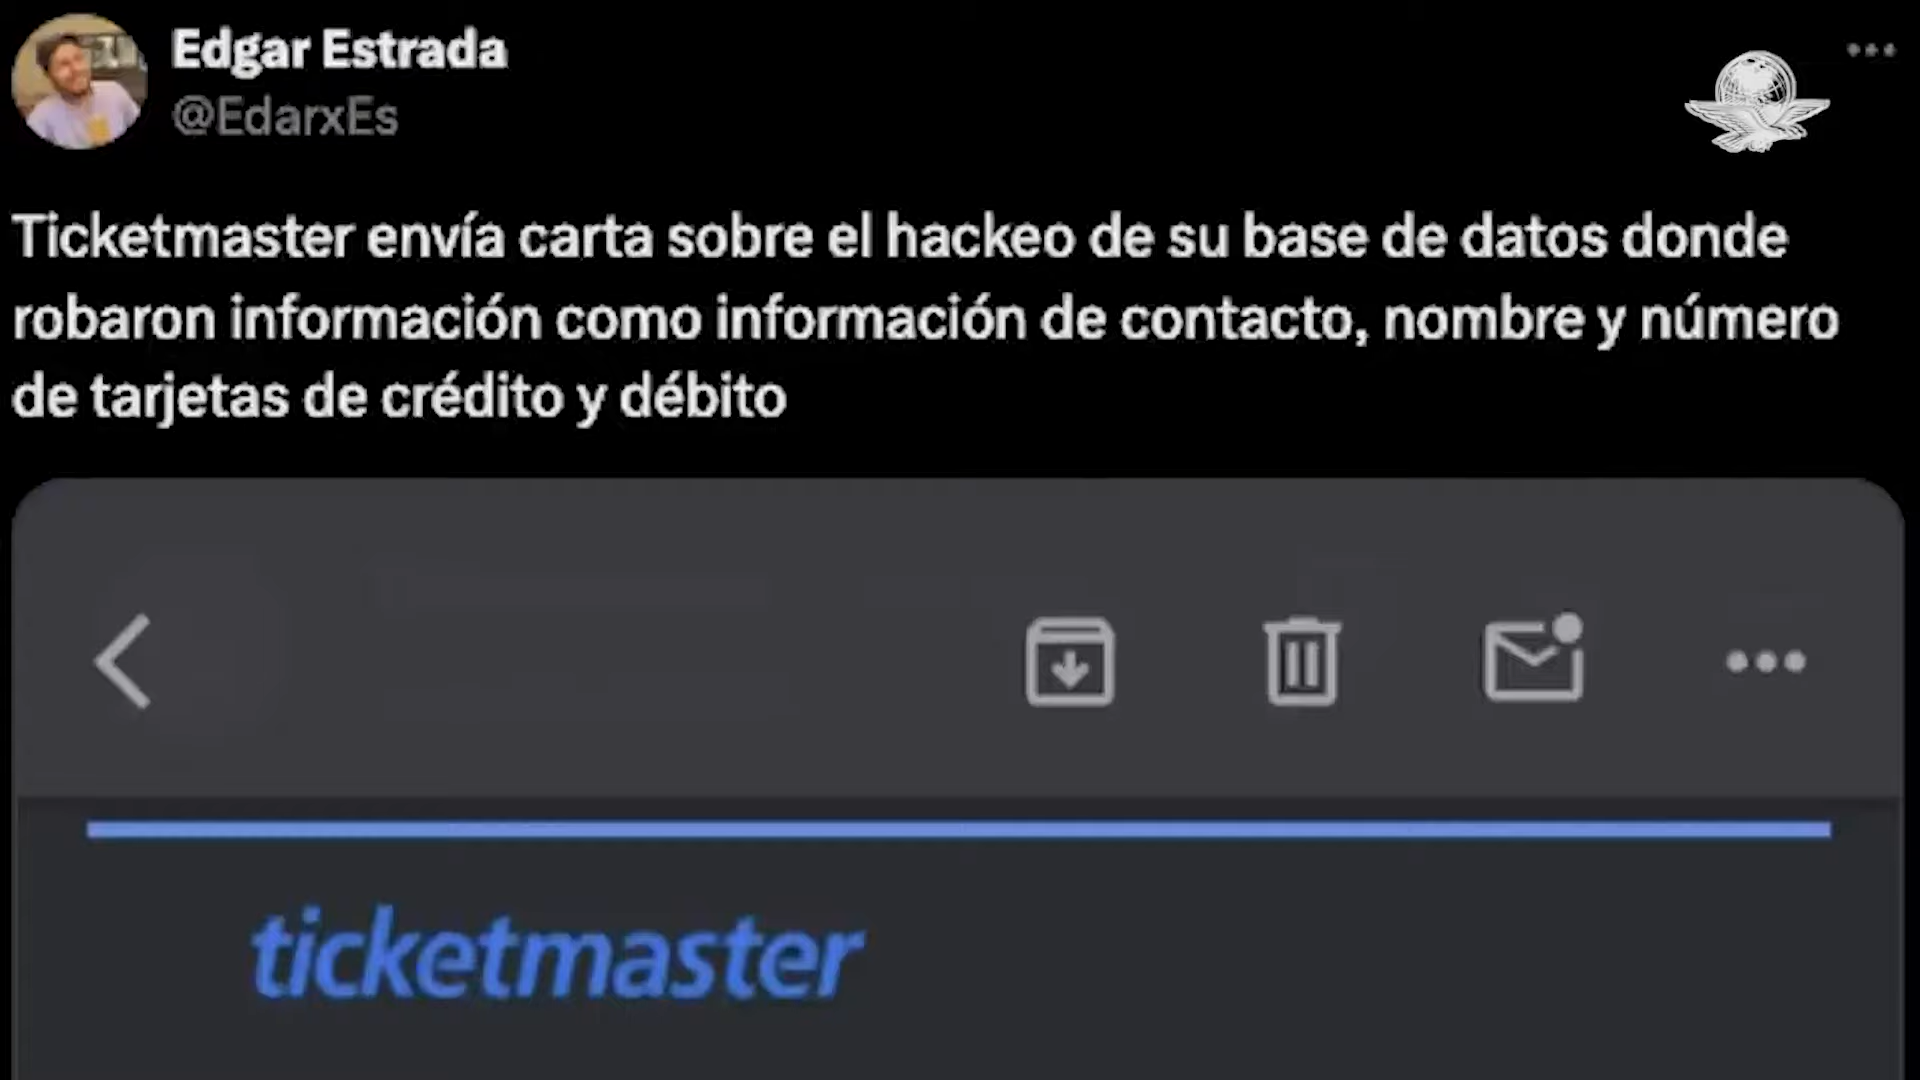 Edgar Estrada
@EdarxEs
Ticketmaster envía carta sobre el hackeo de su base de datos donde
robaron información como información de contacto, nombre y número
de tarjetas de crédito y débito
ticketmaster